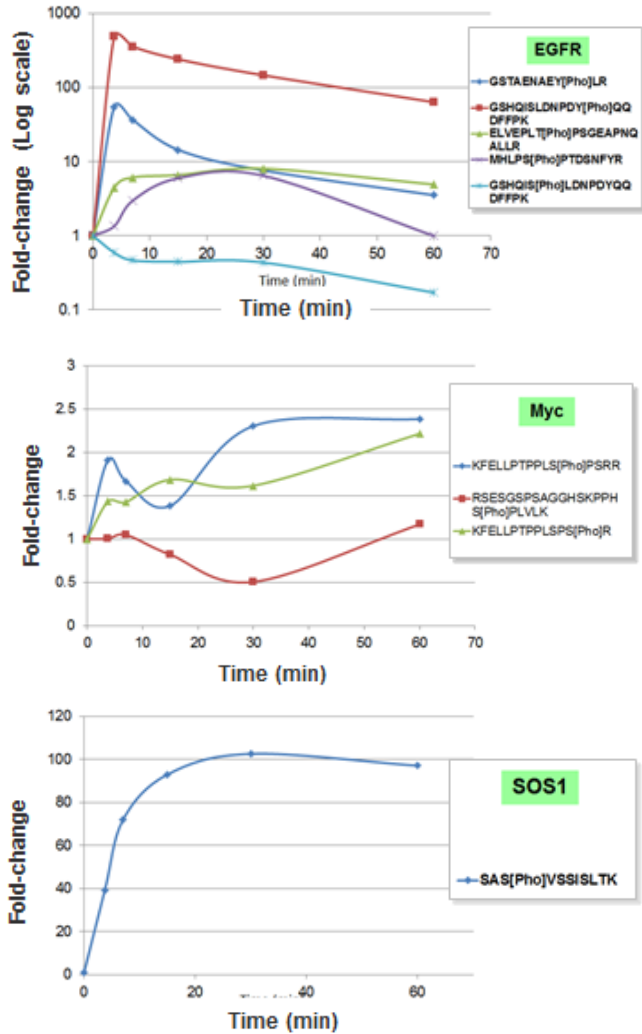 Fold-change (Log scale)
1000
100
10
1
0.1
0
10
20
30
40
50
60
70
Time (min)
Time (min)
EGFR
GSTAENAEY[Pho]LR
GSHQISLDNPDY[Pho]QQ
DFFPK
ELVEPLT[Pho]PSGEAPNQ
ALLR
MHLPS[Pho]PTDSNFYR
GSHQIS[Pho]LDNPDYQQ
DFFPK
Fold-change
3
2.5
2
1.5
1
0.5
0
0
10
20
30
40
50
60
70
Time (min)
Myc
KFELLPTPPLS[Pho]PSRR
RSESGSPSAGGHSKPPH
S[Pho]PLVLK
KFELLPTPPLSPS[Pho]R
Fold-change
120
100
80
60
40
20
0
0
20
40
60
Time (min)
SOS1
SAS[Pho]VSSISLTK